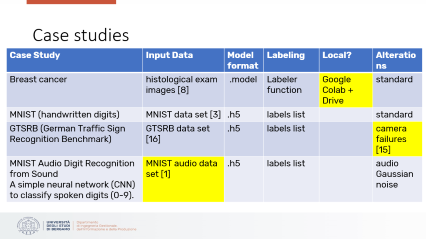 Case studies
Case Study
Input Data
Model
format
Labeling
Local?
Alteratio
ns
Breast cancer
histological exam
images [8]
.model
Labeler
function
Google
Colab +
Drive
standard
MNIST (handwritten digits)
MNIST data set [3]
.h5
labels list
standard
GTSRB (German Traffic Sign
Recognition Benchmark)
GTSRB data set
[16]
.h5
labels list
camera
failures
[15]
MNIST Audio Digit Recognition
from Sound
A simple neural network (CNN)
to classify spoken digits (0–9).
MNIST audio data
set [1]
.h5
labels list
audio
Gaussian
noise
UNIVERSITÀ
DEGLI STUDI
DI BERGAMO